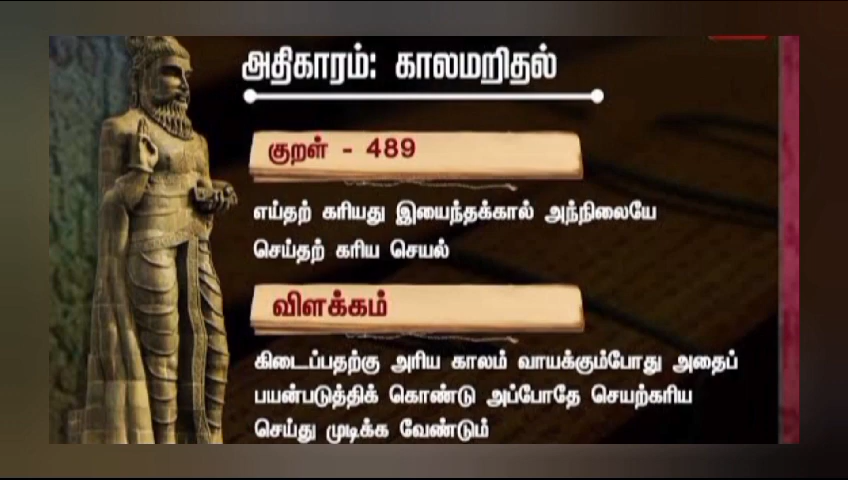 அதிகாரம்: காலமறிதல்
குறள் - 489
எய்தற் கரியது இயைந்தக்கால் அந்நிலையே
செய்தற் கரிய செயல்
விளக்கம்
கிடைப்பதற்கு அரிய காலம் வாயக்கும்போது அதைப்
பயன்படுத்திக் கொண்டு அப்போதே செயற்கரிய
செய்து முடிக்க வேண்டும்